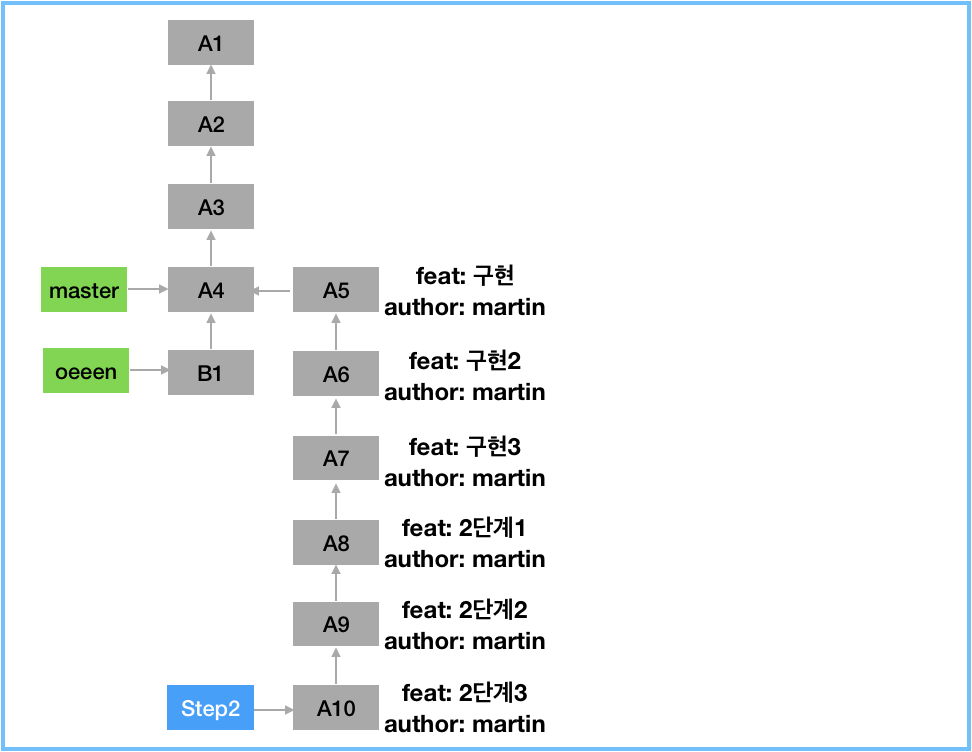 A1
A2
A3
master
A4
A5
feat: 구현
author: martin
oeeen
B1
A6
feat: 구현2
author: martin
A7
feat: 구현3
author: martin
A8
feat: 2단계1
author: martin
A9
feat: 2단계2
author: martin
Step2
A10
feat: 2단계3
author: martin